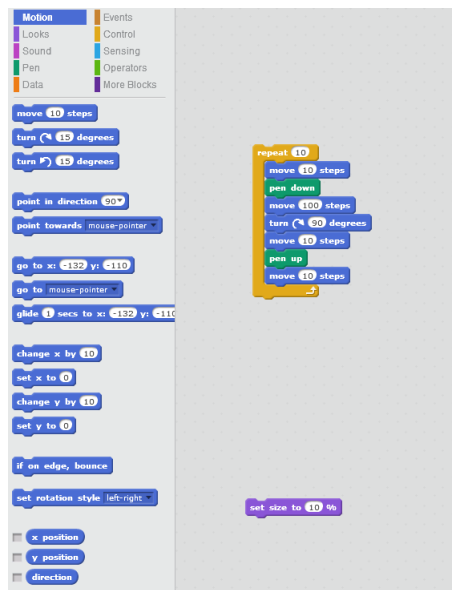 Motion
Events
Looks
Control
Sound
Sensing
Pen
Operators
Data
More Blocks
move 10 steps
turn 15 degrees
turn 15 degrees
point in direction 90
point towards mouse-pointer
go to x: -132 y: -110
go to mouse-pointer
glide 1 secs to x: -132 y: -110
change x by 10
set x to 0
change y by 10
set y to 0
if on edge, bounce
set rotation style left-right
x position
y position
direction
repeat 10
move 10 steps
pen down
move 100 steps
turn 90 degrees
move 10 steps
pen up
move 10 steps
set size to 10 %